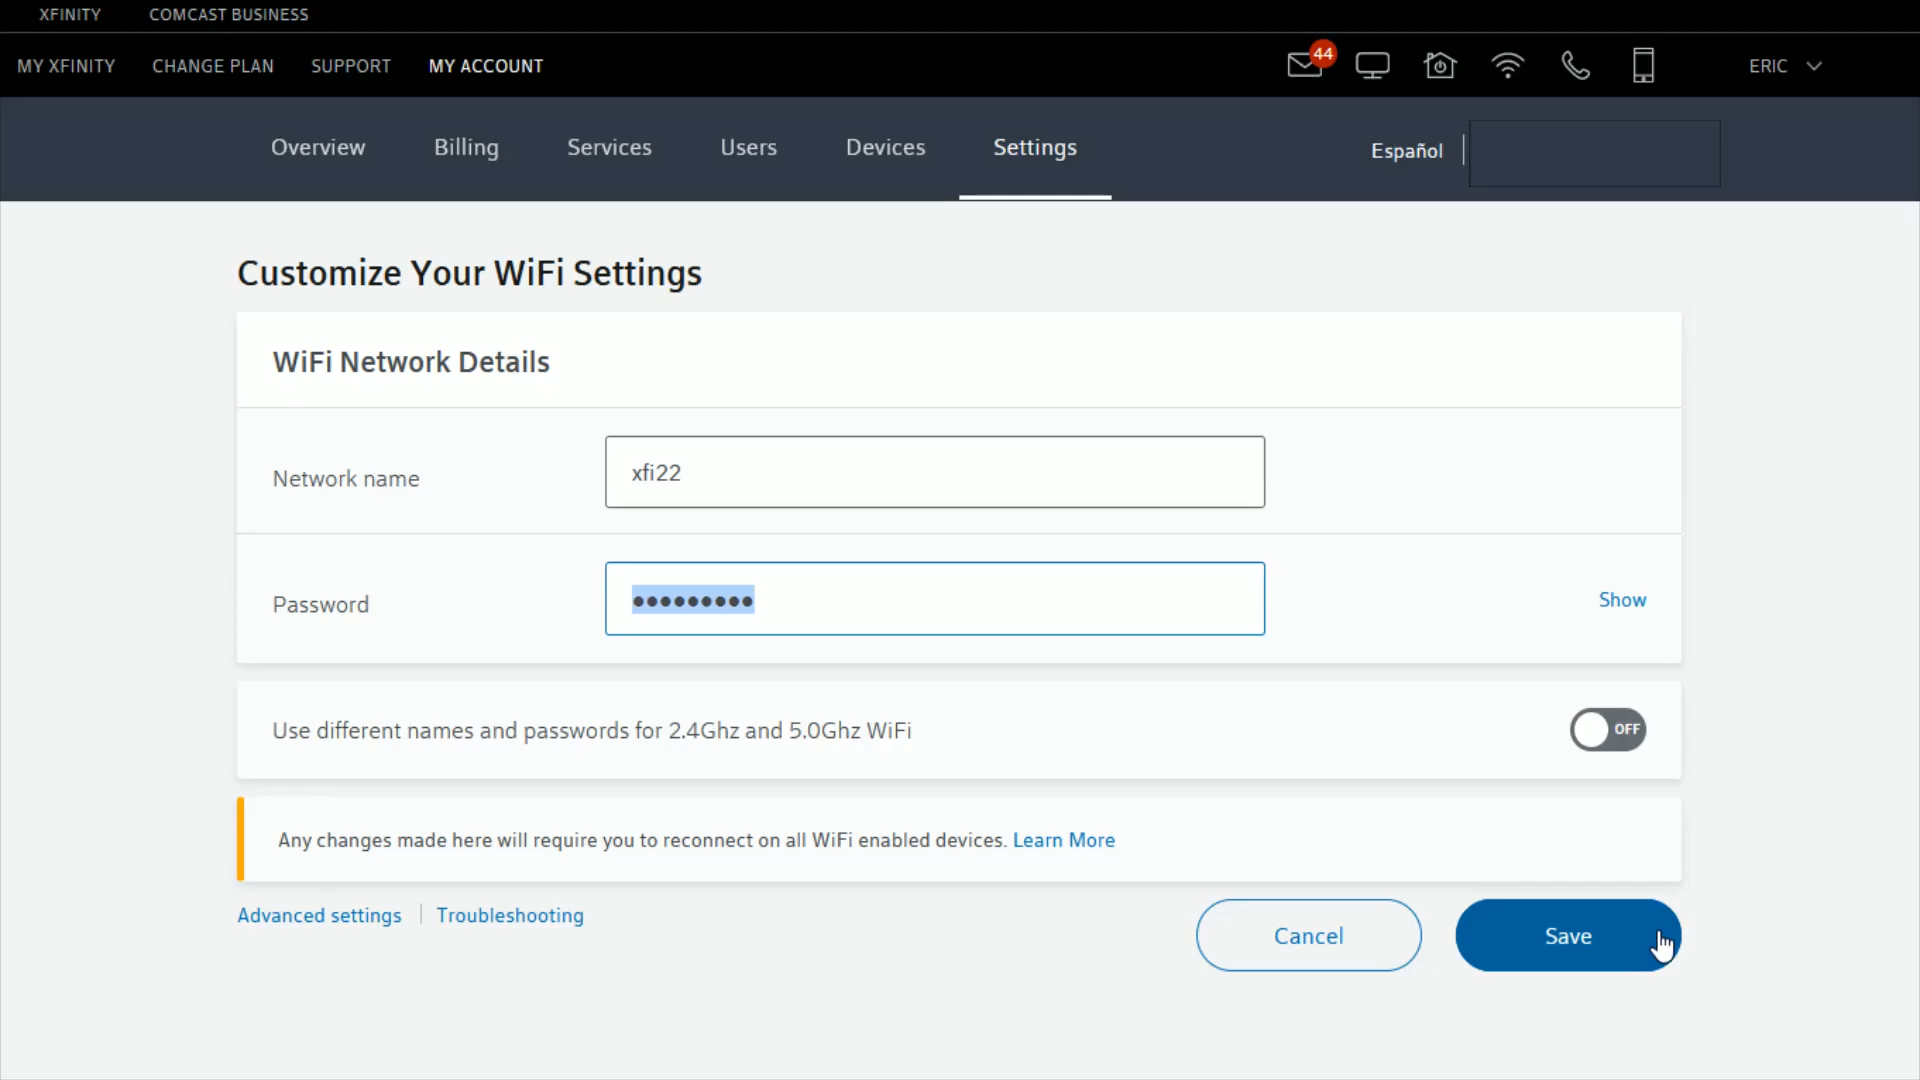 XFINITY COMCAST BUSINESS
MY XFINITY CHANGE PLAN SUPPORT MY ACCOUNT 44 ERIC
Overview Billing Services Users Devices Settings Español
Customize Your WiFi Settings
WiFi Network Details
Network name xfi22
Password ••••••••• Show
Use different names and passwords for 2.4Ghz and 5.0Ghz WiFi OFF
Any changes made here will require you to reconnect on all WiFi enabled devices. Learn More
Advanced settings Troubleshooting
Cancel Save